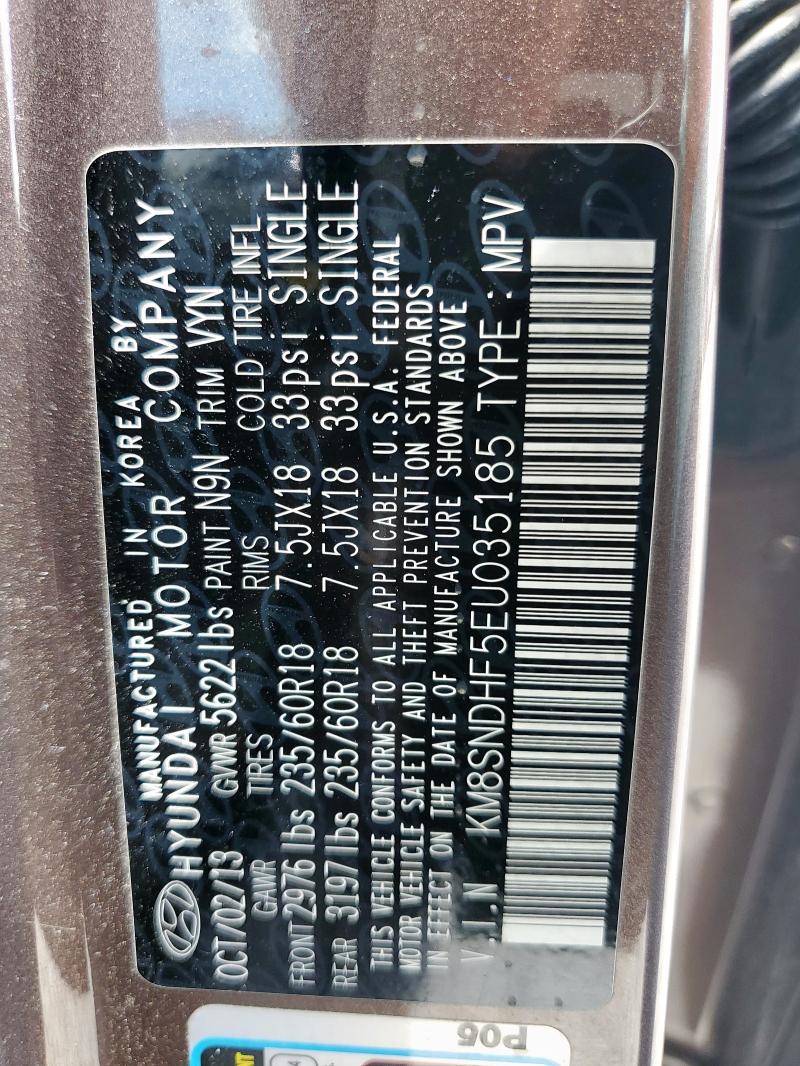 MANUFACTURED IN KOREA BY
HYUNDAI MOTOR COMPANY
OCT/02/13 GVWR 5622lbs PAINT N9N TRIM VYN
GAWR TIRES RIMS COLD TIRE INFL
FRONT 2976lbs 235/60R18 7.5JX18 33psi SINGLE
REAR 3197lbs 235/60R18 7.5JX18 33psi SINGLE
THIS VEHICLE CONFORMS TO ALL APPLICABLE U.S.A. FEDERAL
MOTOR VEHICLE SAFETY AND THEFT PREVENTION STANDARDS
IN EFFECT ON THE DATE OF MANUFACTURE SHOWN ABOVE
V.I.N KM8SNDHF5EU035185 TYPE : MPV
P05